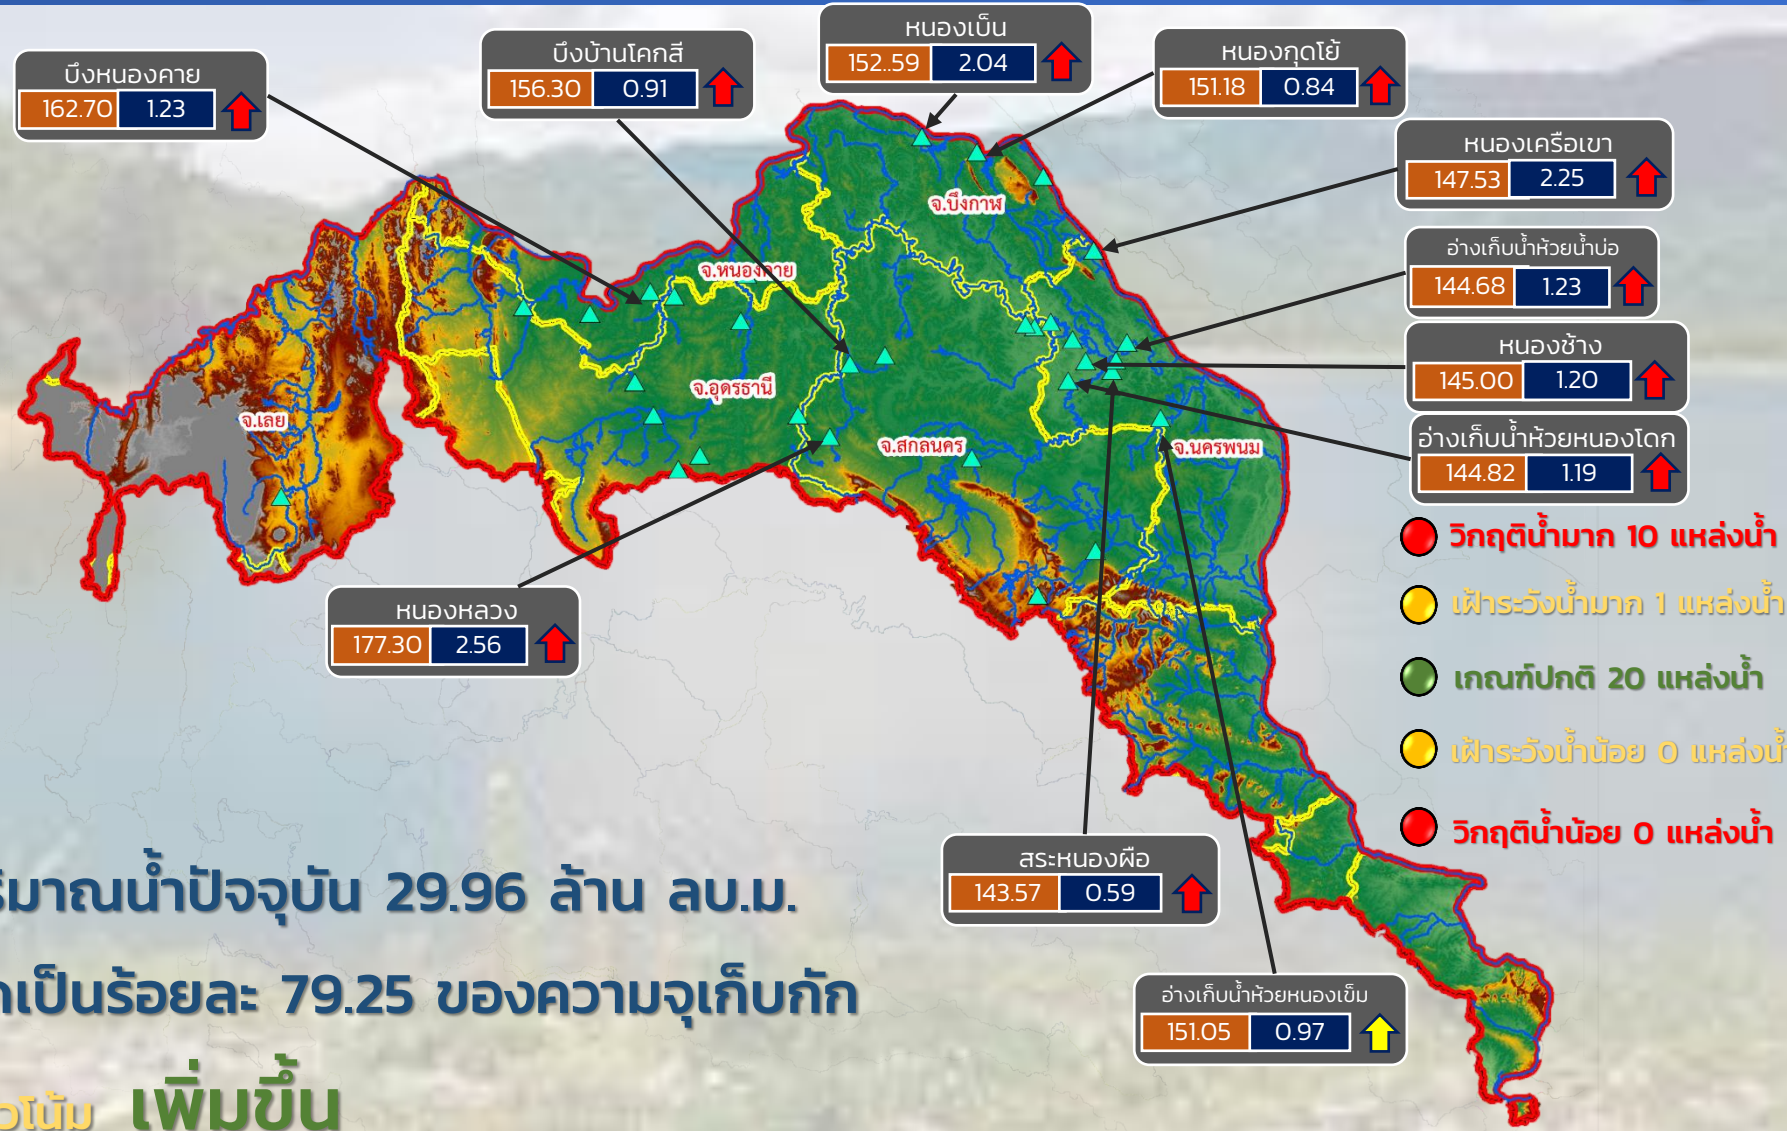 หนองเบ็น
152..59 2.04
บึงบ้านโคกสี
156.30 0.91
หนองกุดโย้
151.18 0.84
บึงหนองคาย
162.70 1.23
หนองเครือเขา
147.53 2.25
จ.บึงกาฬ
อ่างเก็บน้ำห้วยน้ำบ่อ
144.68 1.23
จ.หนองคาย
หนองช้าง
145.00 1.20
จ.อุดรธานี
จ.เลย
จ.สกลนคร
จ.นครพนม
อ่างเก็บน้ำห้วยหนองโดก
144.82 1.19
วิกฤติน้ำมาก 10 แหล่งน้ำ
เฝ้าระวังน้ำมาก 1 แหล่งน้ำ
หนองหลวง
177.30 2.56
เกณฑ์ปกติ 20 แหล่งน้ำ
เฝ้าระวังน้ำน้อย 0 แหล่งน้ำ
วิกฤติน้ำน้อย 0 แหล่งน้ำ
สระหนองผือ
143.57 0.59
ริมาณน้ำปัจจุบัน 29.96 ล้าน ลบ.ม.
ดเป็นร้อยละ 79.25 ของความจุเก็บกัก
อ่างเก็บน้ำห้วยหนองเข็ม
151.05 0.97
วโน้ม เพิ่มขึ้น